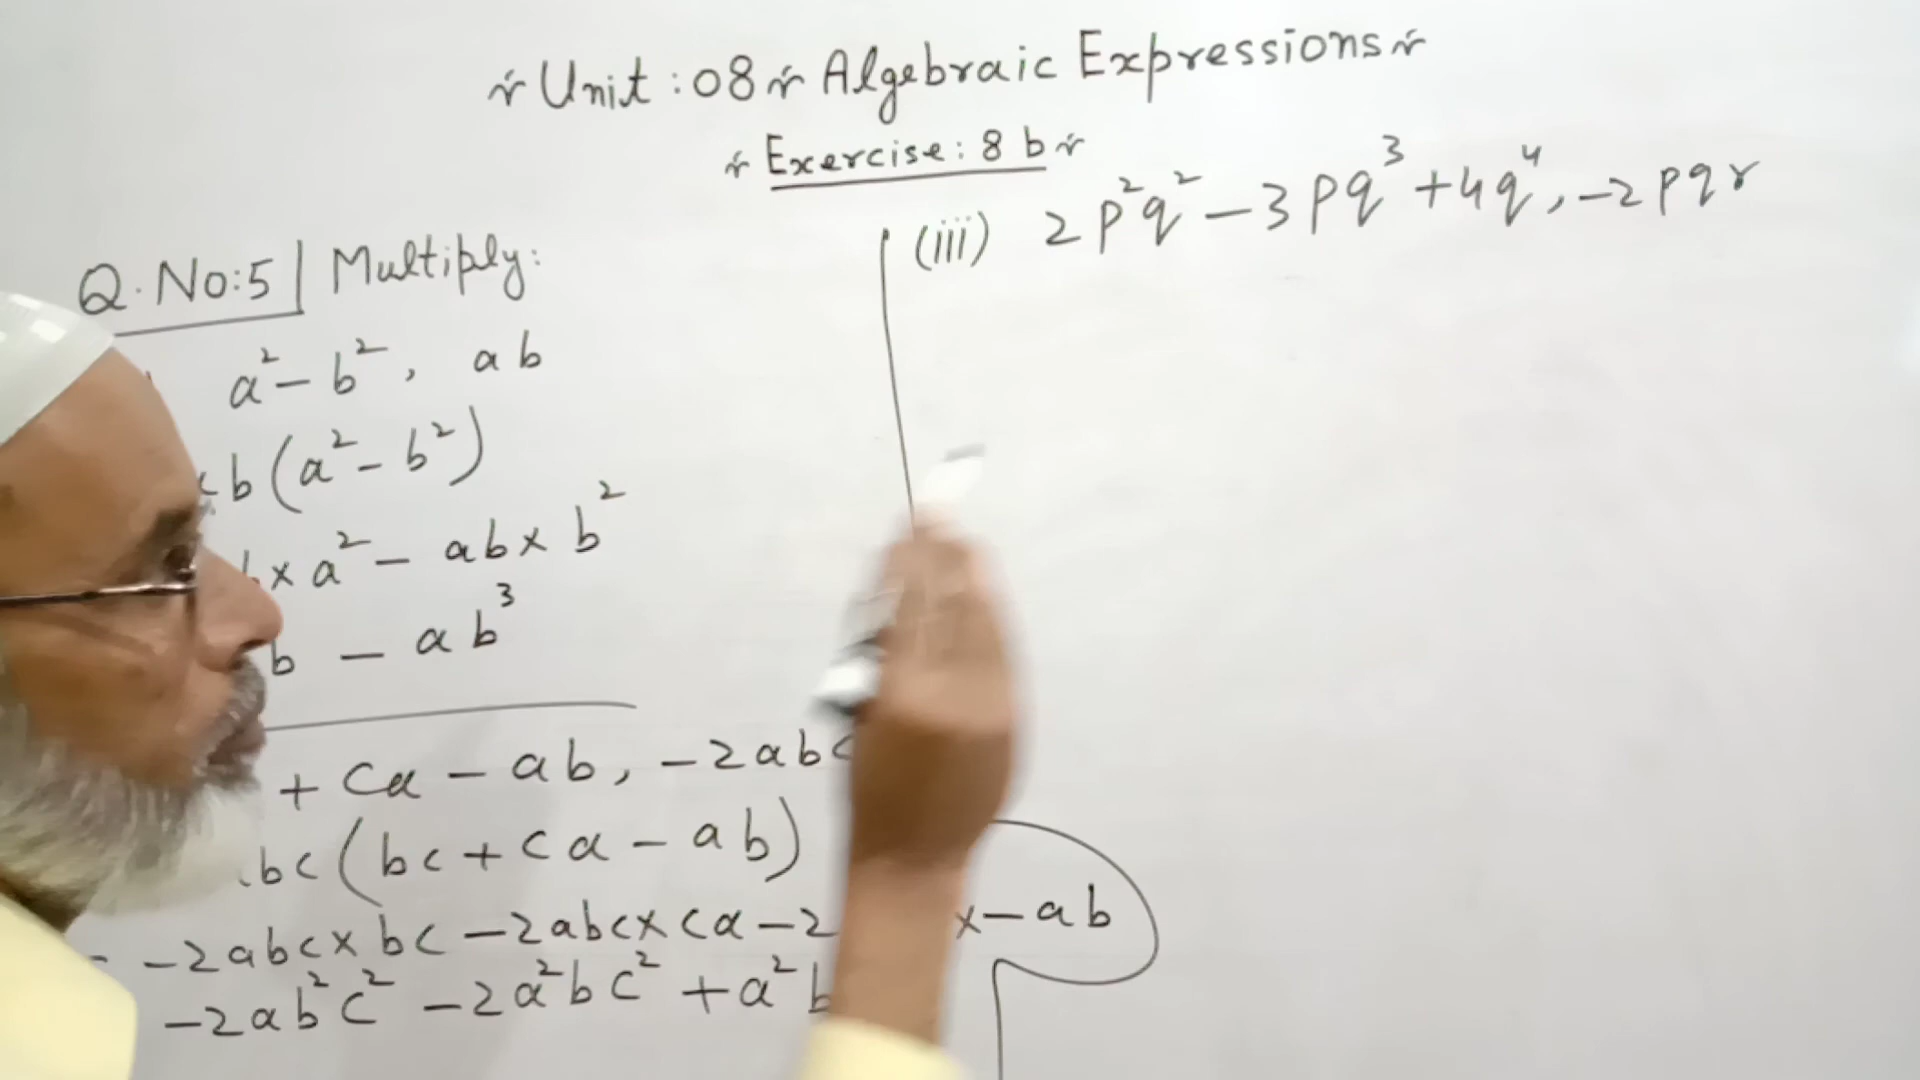 Unit : 08 Algebraic Expressions
Exercise: 8 b
Q. No:5 Multiply:
a² − b², ab
b(a² − b²)
× a² − ab × b²
b − ab³
+ ca − ab, −2abc
bc(bc + ca − ab)
−2abc × bc − 2abc × ca − 2 × −ab
−2ab²c² − 2a²bc² + a²b
(iii) 2p²q² − 3pq³ + 4q⁴, −2pqr